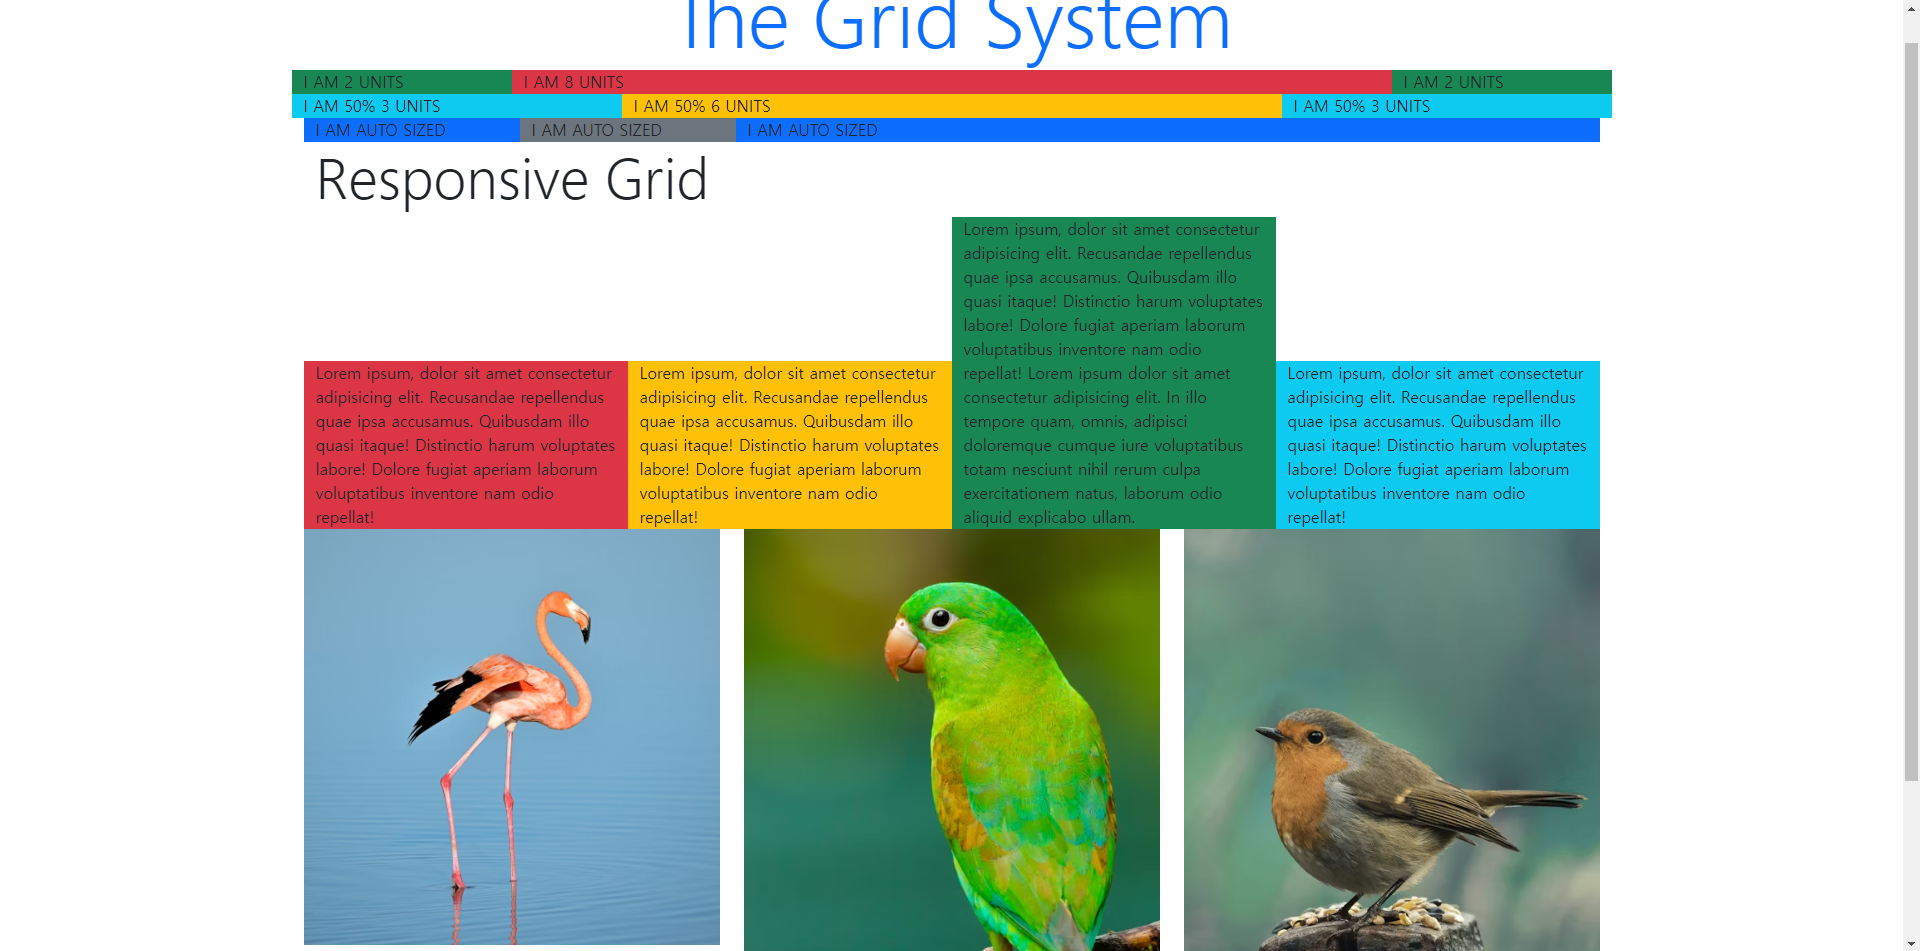 The Grid System
I AM 2 UNITS
I AM 8 UNITS
I AM 2 UNITS
I AM 50% 3 UNITS
I AM 50% 6 UNITS
I AM 50% 3 UNITS
I AM AUTO SIZED
I AM AUTO SIZED
I AM AUTO SIZED
Responsive Grid
Lorem ipsum, dolor sit amet consectetur
adipisicing elit. Recusandae repellendus
quae ipsa accusamus. Quibusdam illo
quasi itaque! Distinctio harum voluptates
labore! Dolore fugiat aperiam laborum
voluptatibus inventore nam odio
repellat!
Lorem ipsum, dolor sit amet consectetur
adipisicing elit. Recusandae repellendus
quae ipsa accusamus. Quibusdam illo
quasi itaque! Distinctio harum voluptates
labore! Dolore fugiat aperiam laborum
voluptatibus inventore nam odio
repellat!
Lorem ipsum, dolor sit amet consectetur
adipisicing elit. Recusandae repellendus
quae ipsa accusamus. Quibusdam illo
quasi itaque! Distinctio harum voluptates
labore! Dolore fugiat aperiam laborum
voluptatibus inventore nam odio
repellat! Lorem ipsum dolor sit amet
consectetur adipisicing elit. In illo
tempore quam, omnis, adipisci
doloremque cumque iure voluptatibus
totam nesciunt nihil rerum culpa
exercitationem natus, laborum odio
aliquid explicabo ullam.
Lorem ipsum, dolor sit amet consectetur
adipisicing elit. Recusandae repellendus
quae ipsa accusamus. Quibusdam illo
quasi itaque! Distinctio harum voluptates
labore! Dolore fugiat aperiam laborum
voluptatibus inventore nam odio
repellat!